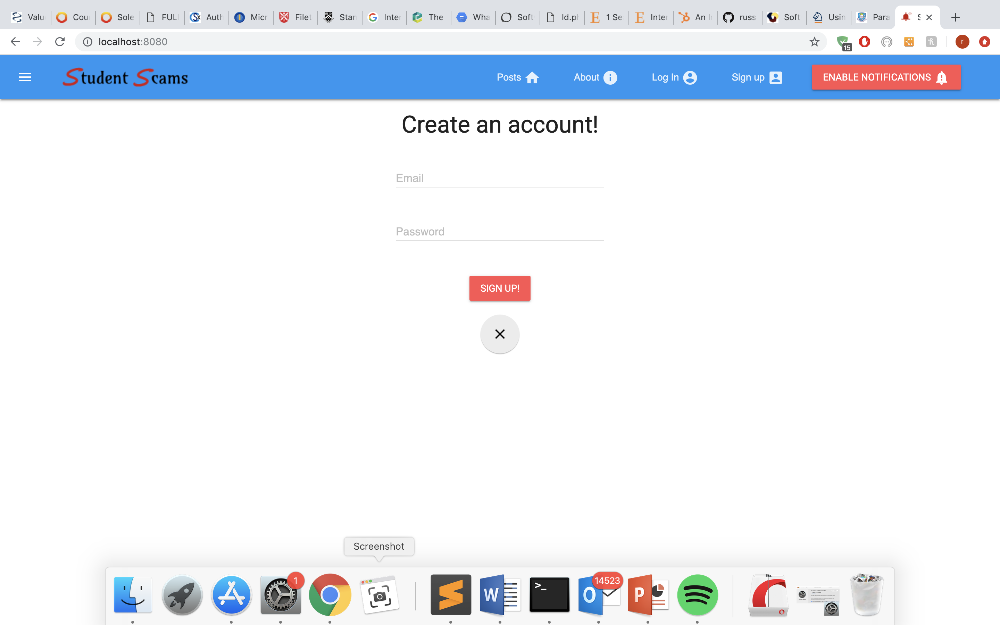 Valu Cou Sole FUL Auth Micr Filet Stan Inter The Wha Soft ld.pl 1 Se Inter An I russ Soft Usin Para S
localhost:8080
15 r
Student Scams Posts About Log In Sign up ENABLE NOTIFICATIONS
Create an account!
Email
Password
SIGN UP!
Screenshot
1 14523
W >_ O P